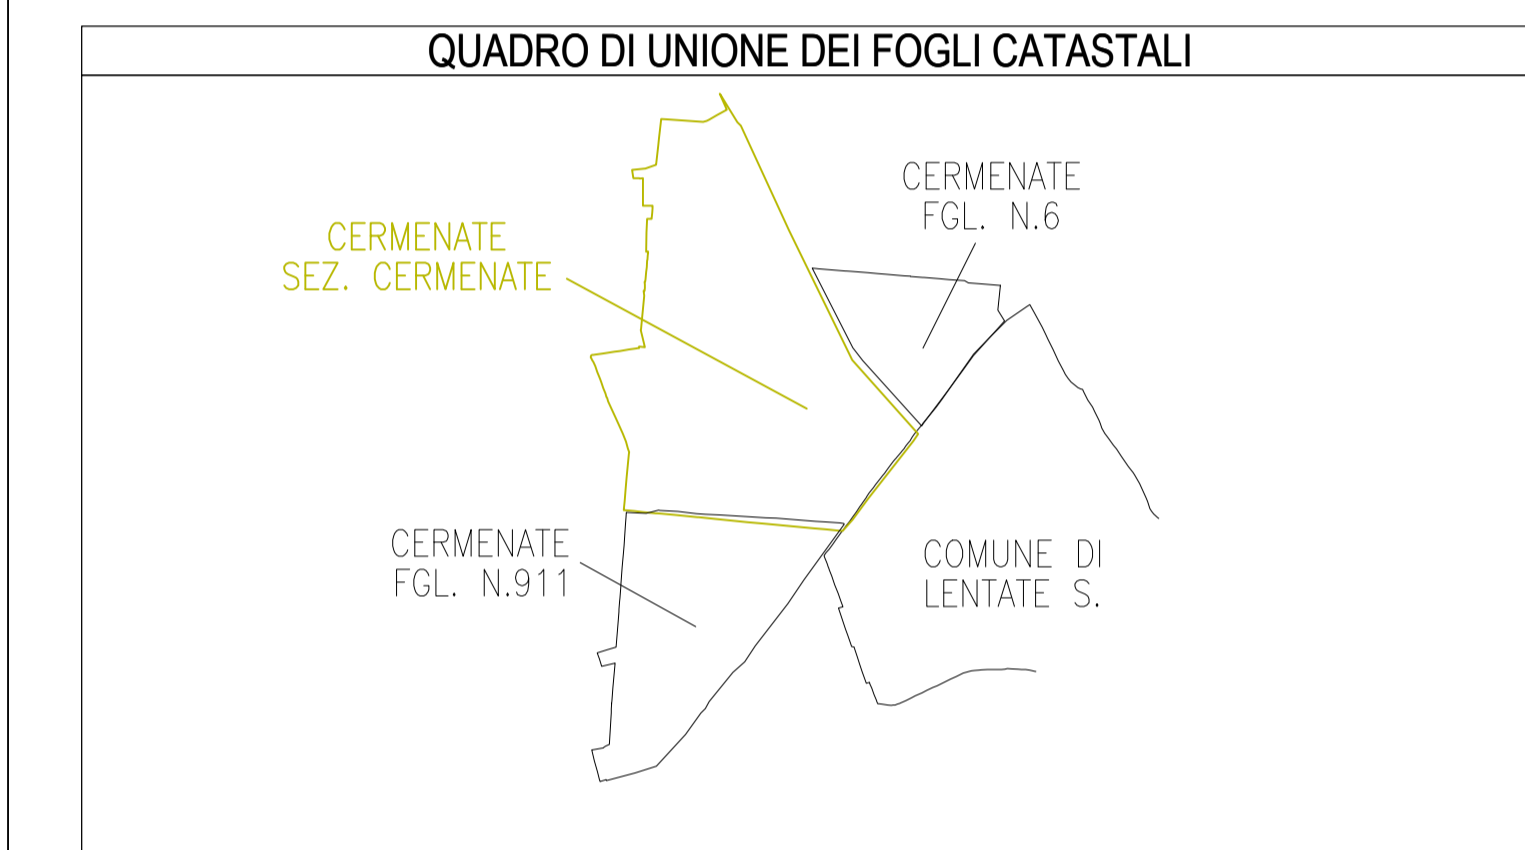 QUADRO DI UNIONE DEI FOGLI CATASTALI
CERMENATE
FGL. N.6
CERMENATE
SEZ. CERMENATE
CERMENATE
FGL. N.911
COMUNE DI
LENTATE S.